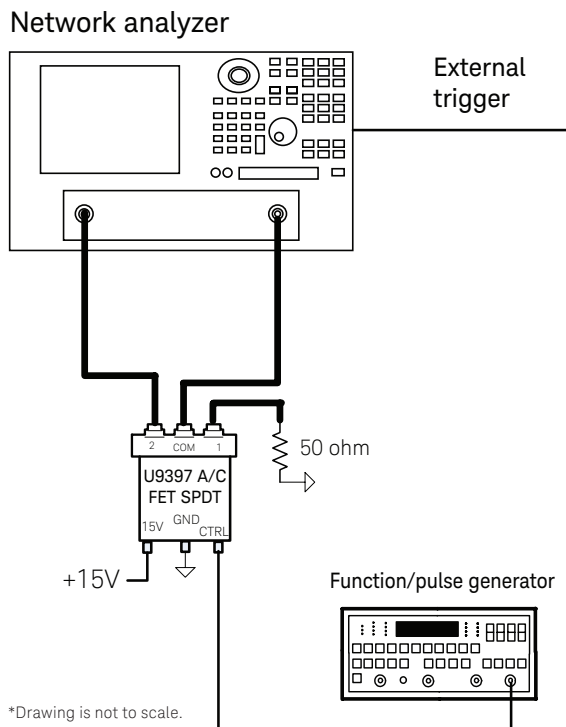 Network analyzer
External
trigger
2 COM 1
50 ohm
U9397 A/C
FET SPDT
15V GND CTRL
+15V
Function/pulse generator
*Drawing is not to scale.